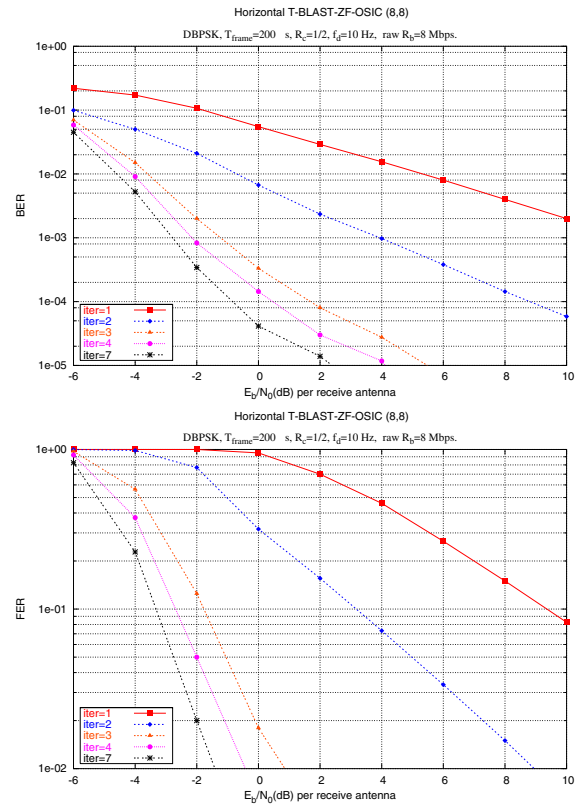 Horizontal T-BLAST-ZF-OSIC (8,8)
DBPSK, T_frame=200 s, R_c=1/2, f_d=10 Hz, raw R_b=8 Mbps.
1e+00
1e-01
1e-02
1e-03
1e-04
1e-05
BER
iter=1
iter=2
iter=3
iter=4
iter=7
-6 -4 -2 0 2 4 6 8 10
E_b/N_0(dB) per receive antenna
Horizontal T-BLAST-ZF-OSIC (8,8)
DBPSK, T_frame=200 s, R_c=1/2, f_d=10 Hz, raw R_b=8 Mbps.
1e+00
1e-01
1e-02
FER
iter=1
iter=2
iter=3
iter=4
iter=7
-6 -4 -2 0 2 4 6 8 10
E_b/N_0(dB) per receive antenna